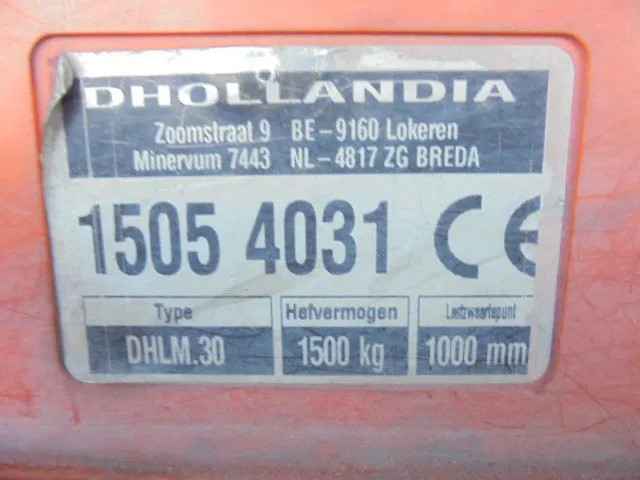 DHOLLANDIA
Zoomstraat 9 BE-9160 Lokeren
Minervum 7443 NL-4817 ZG BREDA
1505 4031 CE
Type Hefvermogen Lastzwaartepunt
DHLM.30 1500 kg 1000 mm